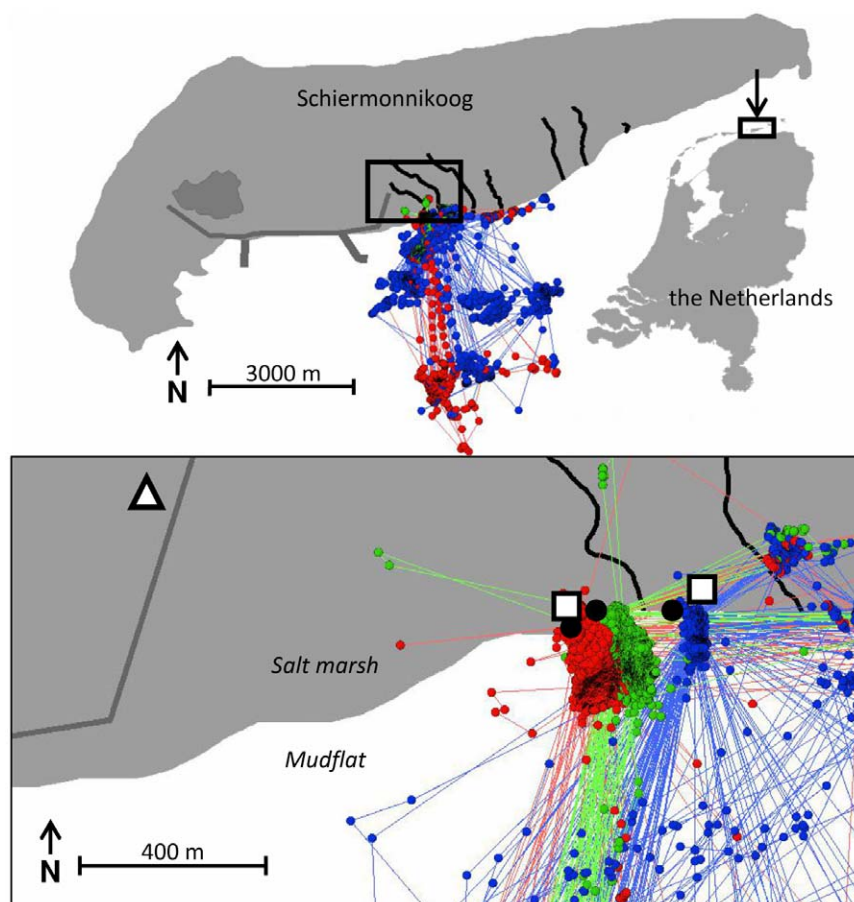 Schiermonnikoog
the Netherlands
N
3000 m
Salt marsh
Mudflat
N
400 m